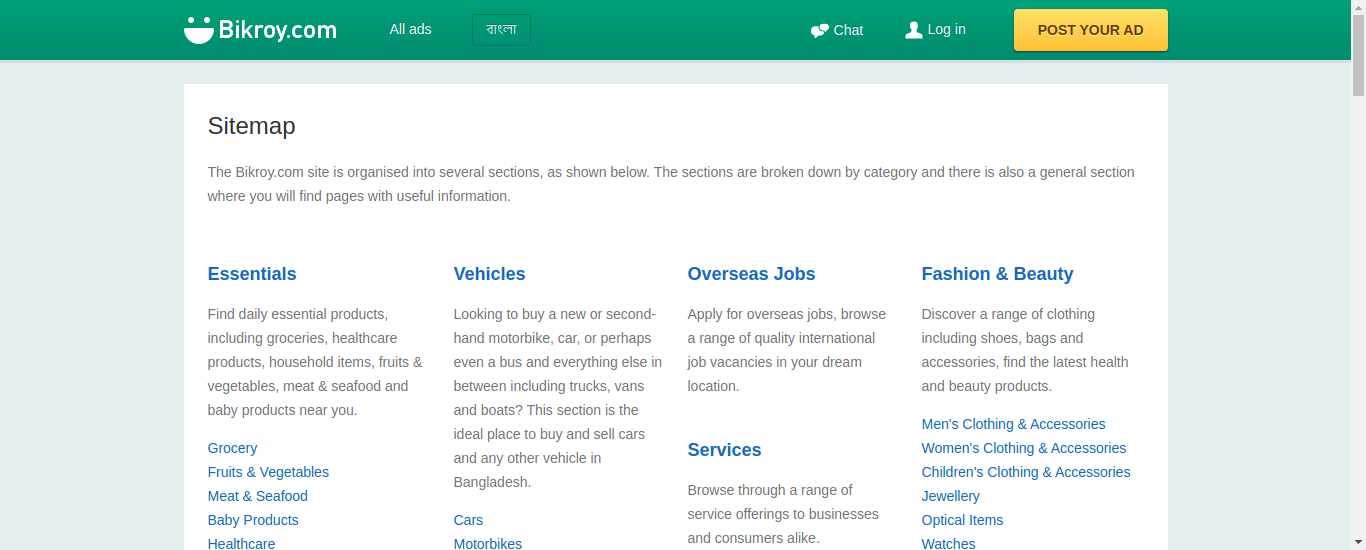 Bikroy.com
All ads
বাংলা
Chat
Log in
POST YOUR AD
Sitemap
The Bikroy.com site is organised into several sections, as shown below. The sections are broken down by category and there is also a general section
where you will find pages with useful information.
Essentials
Find daily essential products,
including groceries, healthcare
products, household items, fruits &
vegetables, meat & seafood and
baby products near you.
Grocery
Fruits & Vegetables
Meat & Seafood
Baby Products
Healthcare
Vehicles
Looking to buy a new or second-
hand motorbike, car, or perhaps
even a bus and everything else in
between including trucks, vans
and boats? This section is the
ideal place to buy and sell cars
and any other vehicle in
Bangladesh.
Cars
Motorbikes
Overseas Jobs
Apply for overseas jobs, browse
a range of quality international
job vacancies in your dream
location.
Services
Browse through a range of
service offerings to businesses
and consumers alike.
Fashion & Beauty
Discover a range of clothing
including shoes, bags and
accessories, find the latest health
and beauty products.
Men's Clothing & Accessories
Women's Clothing & Accessories
Children's Clothing & Accessories
Jewellery
Optical Items
Watches